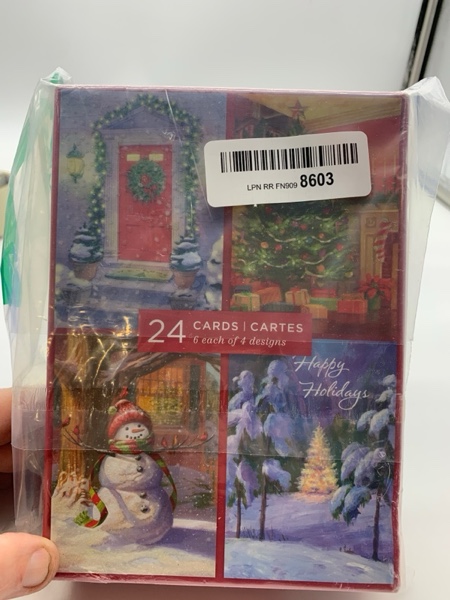 LPN RR FN909 8603
24 CARDS | CARTES
6 each of 4 designs
Happy
Holidays